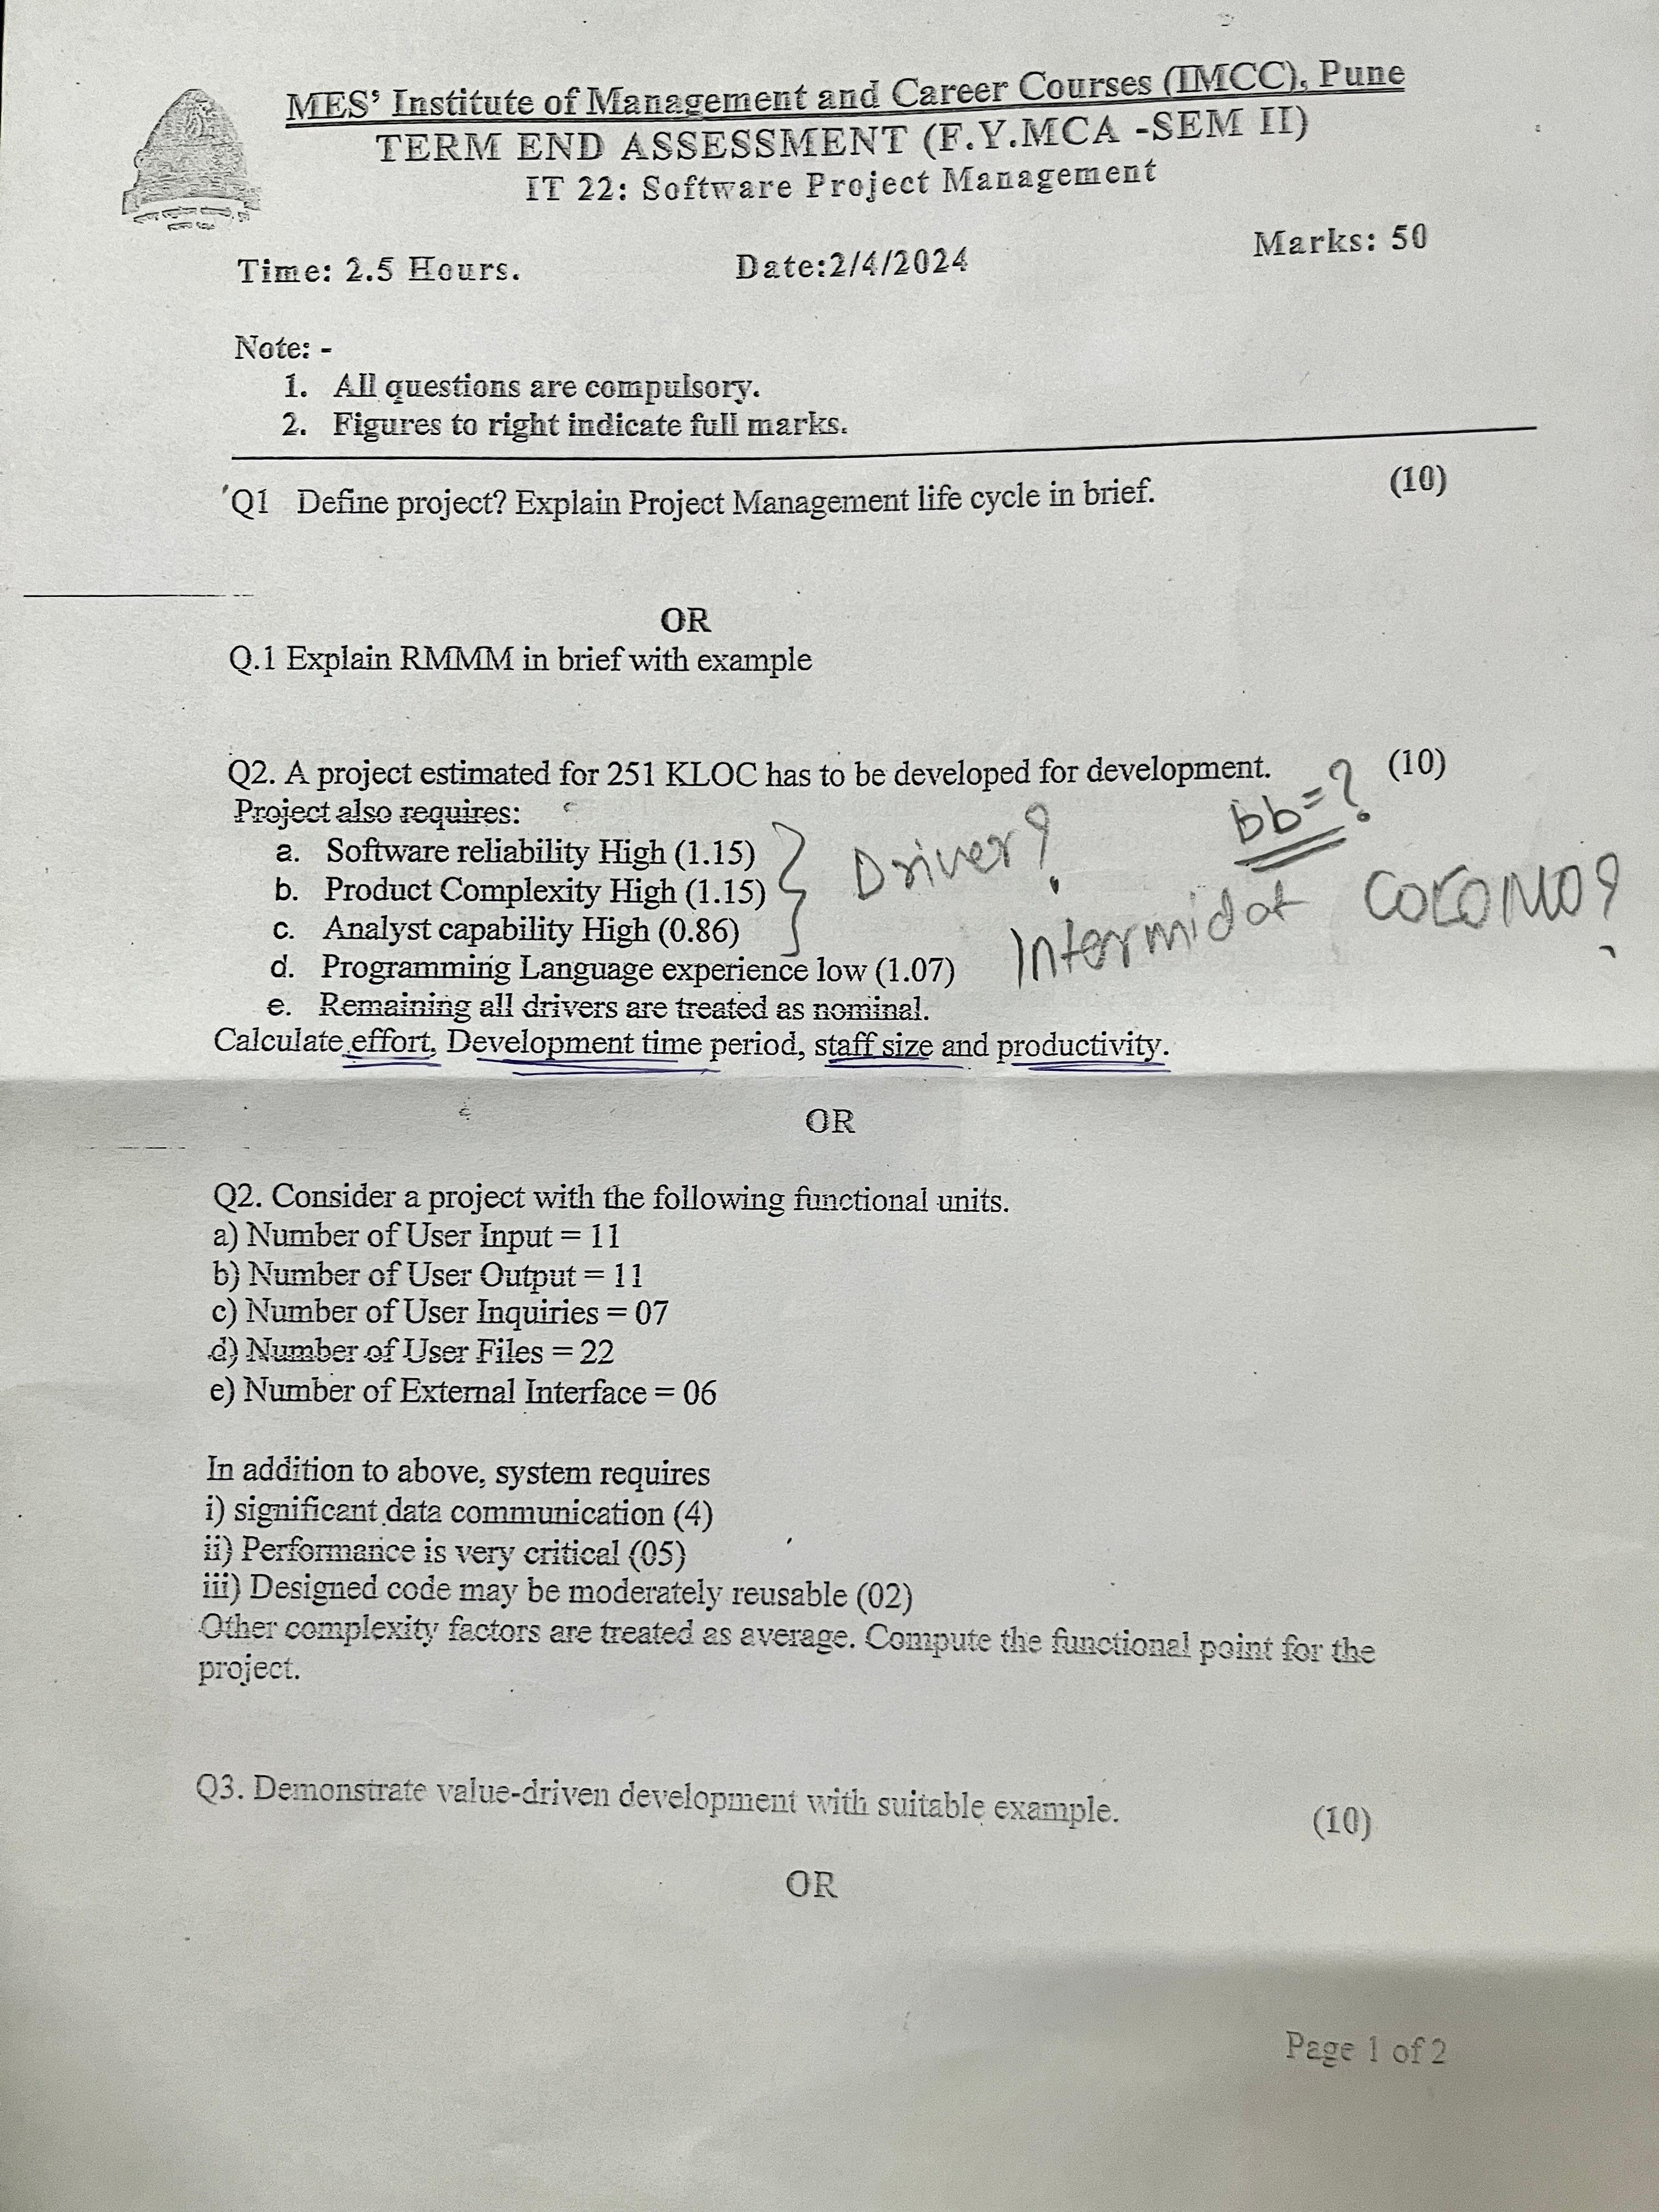 MES' Institute of Management and Career Courses (IMCC), Pune
TERM END ASSESSMENT (F.Y.MCA -SEM II)
IT 22: Software Project Management
Time: 2.5 Hours. Date:2/4/2024 Marks: 50
Note: -
1. All questions are compulsory.
2. Figures to right indicate full marks.
Q1 Define project? Explain Project Management life cycle in brief. (10)
OR
Q.1 Explain RMMM in brief with example
Q2. A project estimated for 251 KLOC has to be developed for development. (10)
Project also requires:
bb=?
a. Software reliability High (1.15)
b. Product Complexity High (1.15)
Driver?
c. Analyst capability High (0.86)
Intermidat COCOMO?
d. Programming Language experience low (1.07)
e. Remaining all drivers are treated as nominal.
Calculate effort, Development time period, staff size and productivity.
OR
Q2. Consider a project with the following functional units.
a) Number of User Input = 11
b) Number of User Output = 11
c) Number of User Inquiries = 07
d) Number of User Files = 22
e) Number of External Interface = 06
In addition to above, system requires
i) significant data communication (4)
ii) Performance is very critical (05)
iii) Designed code may be moderately reusable (02)
Other complexity factors are treated as average. Compute the functional point for the
project.
Q3. Demonstrate value-driven development with suitable example. (10)
OR
Page 1 of 2